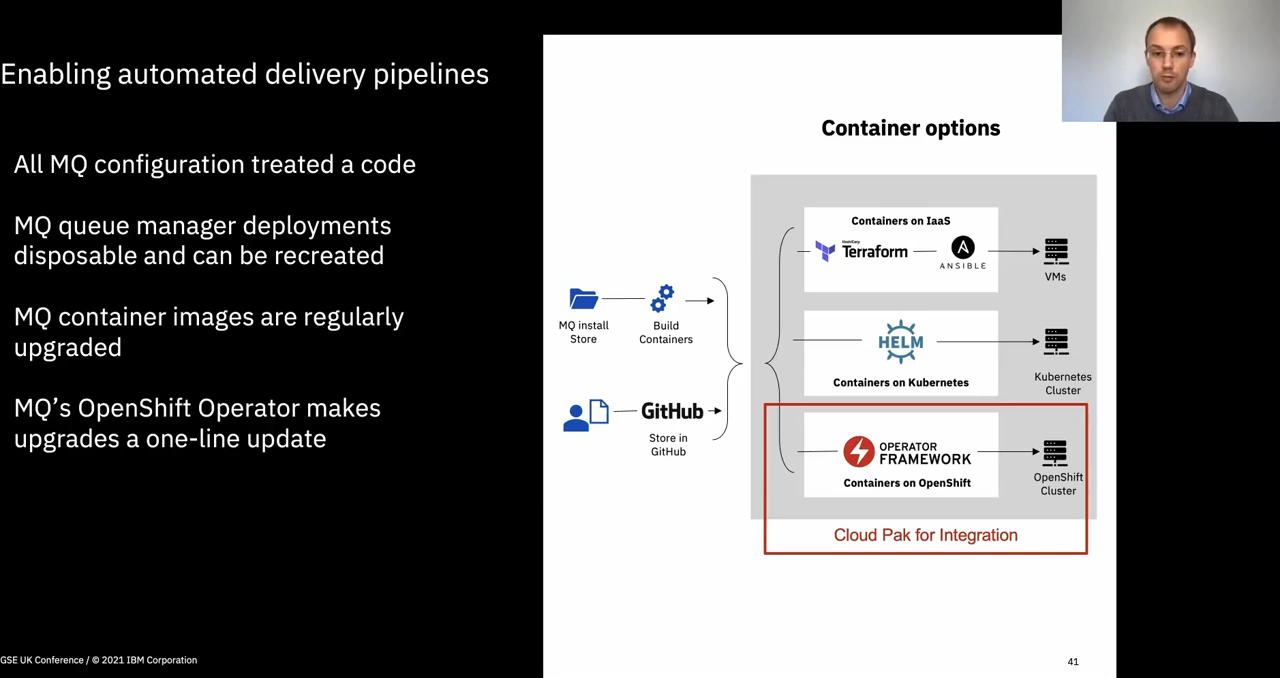 Enabling automated delivery pipelines
All MQ configuration treated a code
MQ queue manager deployments
disposable and can be recreated
MQ container images are regularly
upgraded
MQ's OpenShift Operator makes
upgrades a one-line update
Container options
Containers on IaaS
HashiCorp
Terraform
ANSIBLE
VMs
MQ install
Store
Build
Containers
HELM
Containers on Kubernetes
Kubernetes
Cluster
GitHub
Store in
GitHub
OPERATOR
FRAMEWORK
Containers on OpenShift
OpenShift
Cluster
Cloud Pak for Integration
GSE UK Conference / © 2021 IBM Corporation
41